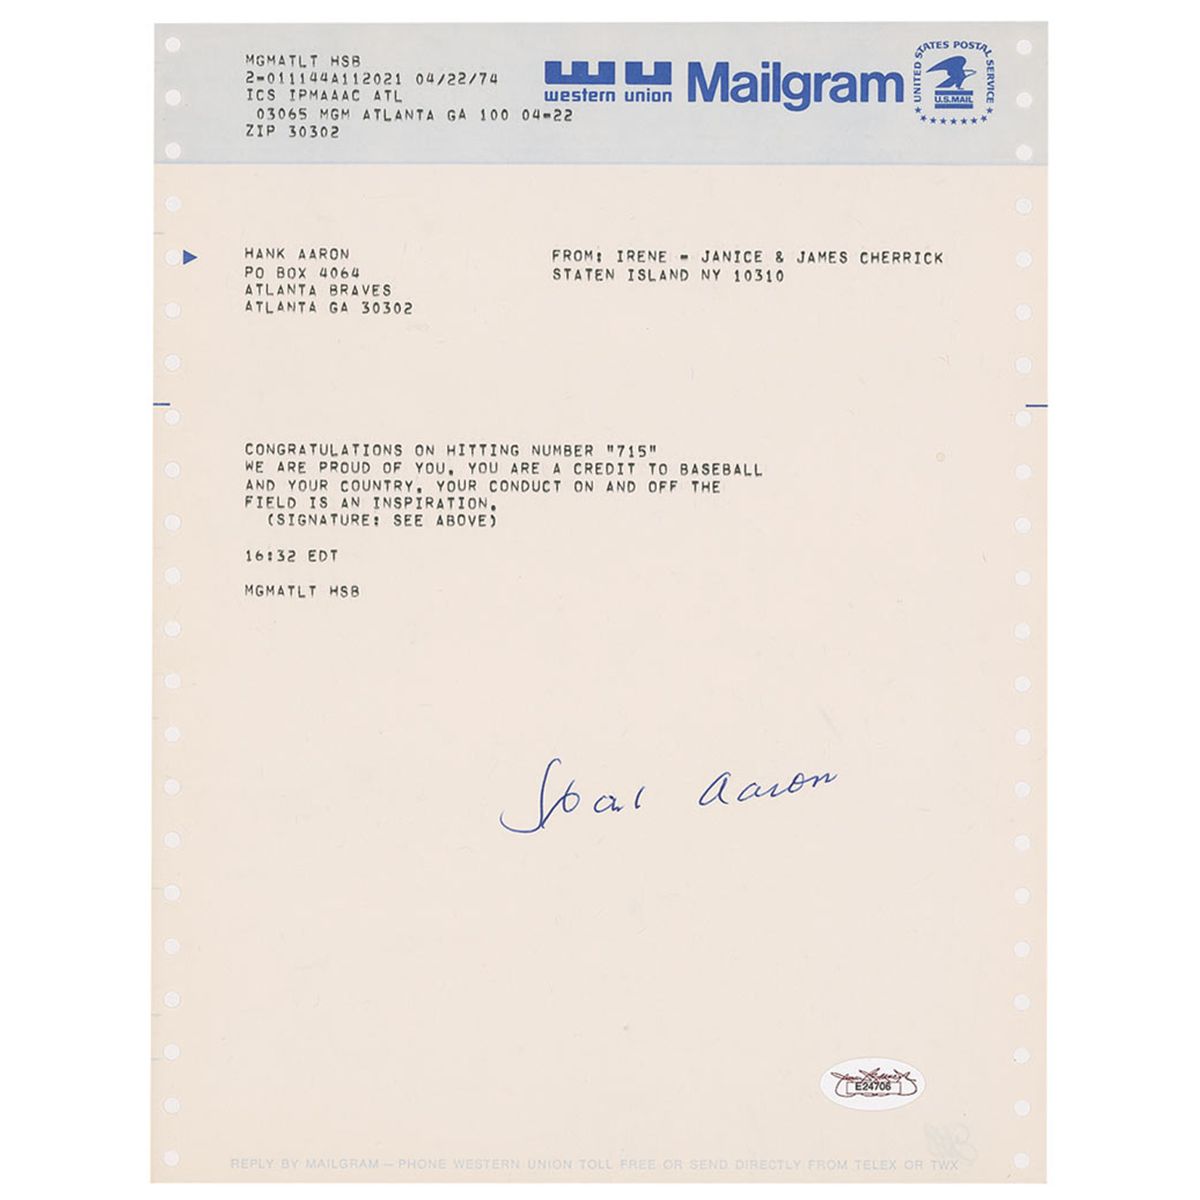 MGMATLT HSB
2-011144A112021 04/22/74
ICS IPMAAAC ATL
03065 MGM ATLANTA GA 100 04-22
ZIP 30302
western union Mailgram
UNITED STATES POSTAL SERVICE
U.S.MAIL
HANK AARON
PO BOX 4064
ATLANTA BRAVES
ATLANTA GA 30302
FROM: IRENE - JANICE & JAMES CHERRICK
STATEN ISLAND NY 10310
CONGRATULATIONS ON HITTING NUMBER "715"
WE ARE PROUD OF YOU. YOU ARE A CREDIT TO BASEBALL
AND YOUR COUNTRY. YOUR CONDUCT ON AND OFF THE
FIELD IS AN INSPIRATION.
(SIGNATURE: SEE ABOVE)
16:32 EDT
MGMATLT HSB
Hank Aaron
E24706
REPLY BY MAILGRAM — PHONE WESTERN UNION TOLL FREE OR SEND DIRECTLY FROM TELEX OR TWX